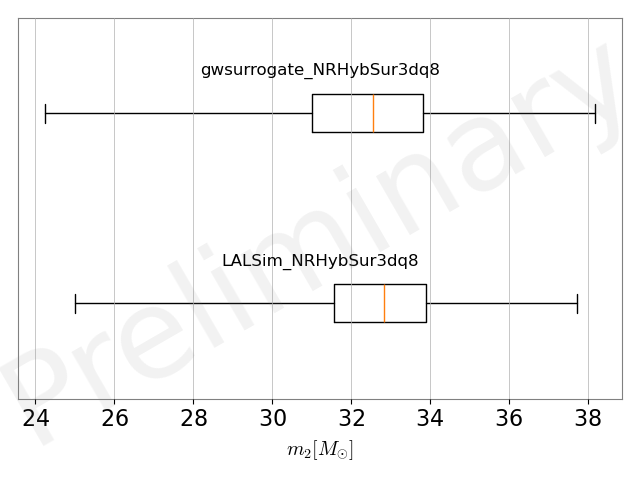 gwsurrogate_NRHybSur3dq8
LALSim_NRHybSur3dq8
Preliminary
24 26 28 30 32 34 36 38
m₂[M☉]